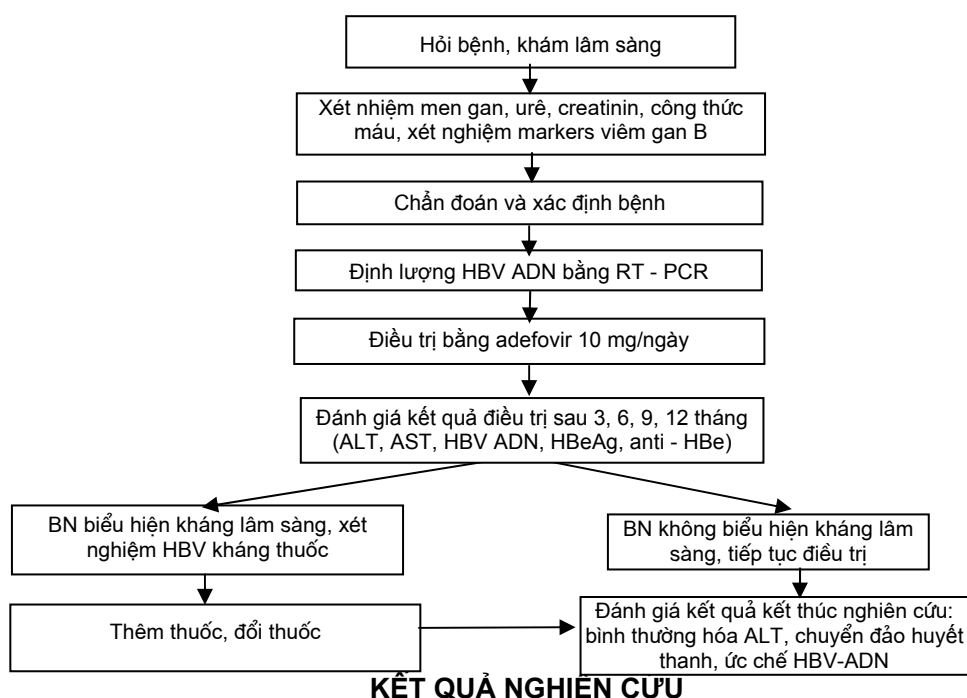 Hỏi bệnh, khám lâm sàng
Xét nhiệm men gan, urê, creatinin, công thức
máu, xét nghiệm markers viêm gan B
Chẩn đoán và xác định bệnh
Định lượng HBV ADN bằng RT - PCR
Điều trị bằng adefovir 10 mg/ngày
Đánh giá kết quả điều trị sau 3, 6, 9, 12 tháng
(ALT, AST, HBV ADN, HBeAg, anti - HBe)
BN biểu hiện kháng lâm sàng, xét
nghiệm HBV kháng thuốc
BN không biểu hiện kháng lâm
sàng, tiếp tục điều trị
Thêm thuốc, đổi thuốc
Đánh giá kết quả kết thúc nghiên cứu:
bình thường hóa ALT, chuyển đảo huyết
thanh, ức chế HBV-ADN
KẾT QUẢ NGHIÊN CỨU